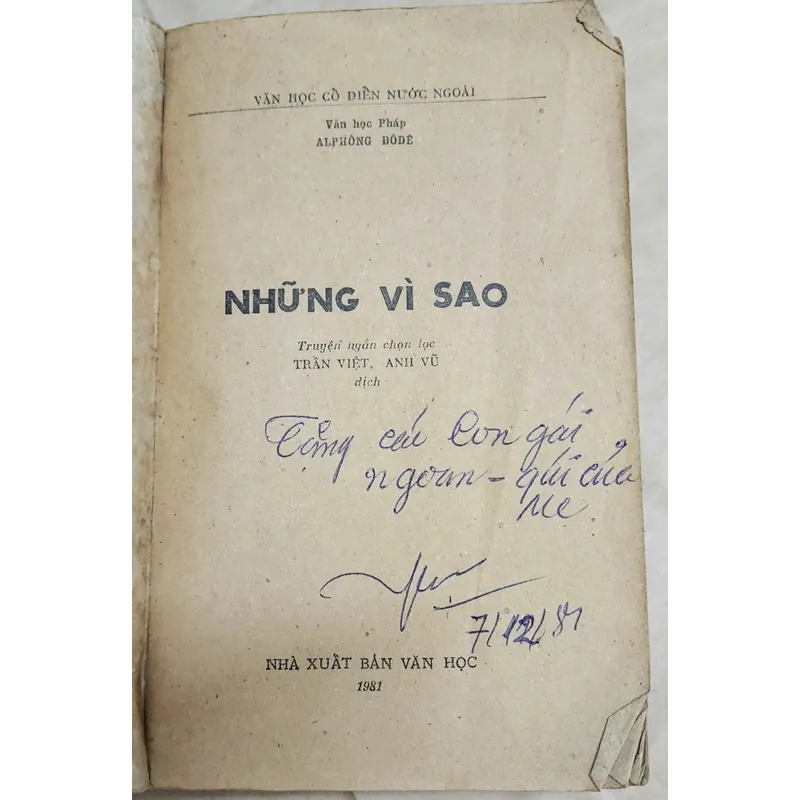 VĂN HỌC CỔ ĐIỂN NƯỚC NGOÀI
Văn học Pháp
ALPHÔNG ĐÔĐÊ
NHỮNG VÌ SAO
Truyện ngắn chọn lọc
TRẦN VIỆT, ANH VŨ
dịch
Tặng cái Con gái
ngoan - qúi của
Mẹ
7/12/81
NHÀ XUẤT BẢN VĂN HỌC
1981